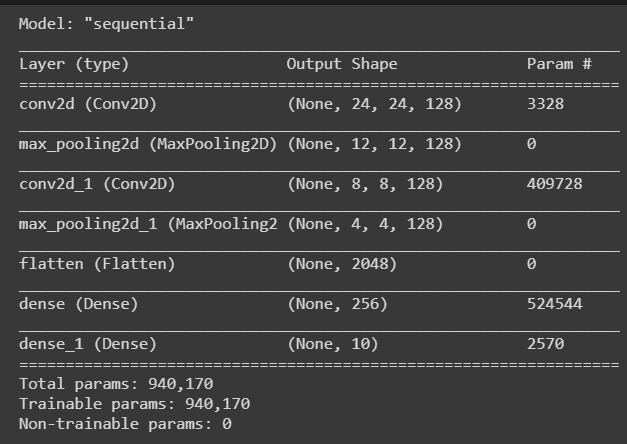 Model: "sequential"
Layer (type) Output Shape Param #
conv2d (Conv2D) (None, 24, 24, 128) 3328
max_pooling2d (MaxPooling2D) (None, 12, 12, 128) 0
conv2d_1 (Conv2D) (None, 8, 8, 128) 409728
max_pooling2d_1 (MaxPooling2 (None, 4, 4, 128) 0
flatten (Flatten) (None, 2048) 0
dense (Dense) (None, 256) 524544
dense_1 (Dense) (None, 10) 2570
Total params: 940,170
Trainable params: 940,170
Non-trainable params: 0